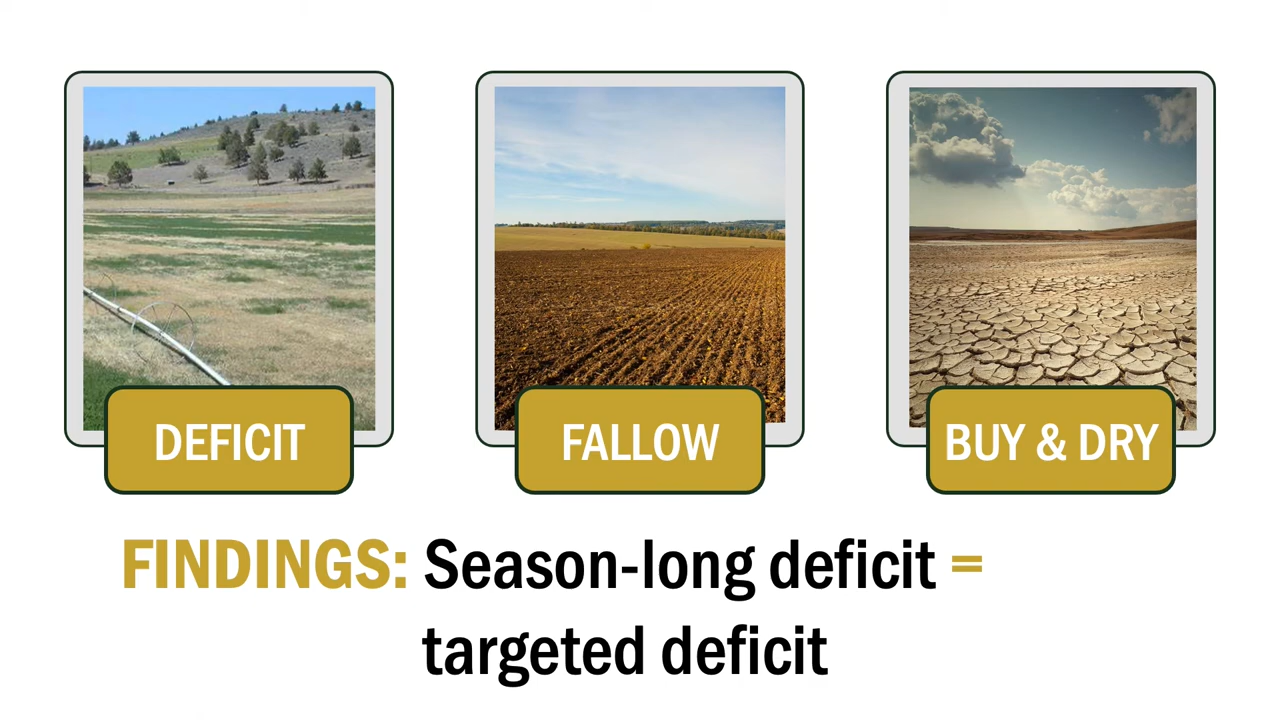 DEFICIT
FALLOW
BUY & DRY
FINDINGS: Season-long deficit =
targeted deficit